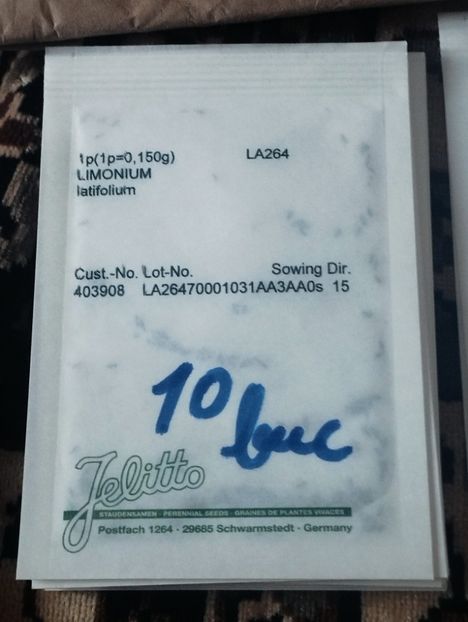 1p(1p=0,150g) LA264
LIMONIUM
latifolium
Cust.-No. Lot-No. Sowing Dir.
403908 LA26470001031AA3AA0s 15
10 buc
Jelitto
STAUDENSAMEN · PERENNIAL SEEDS · GRAINES DE PLANTES VIVACES
Postfach 1264 · 29685 Schwarmstedt · Germany